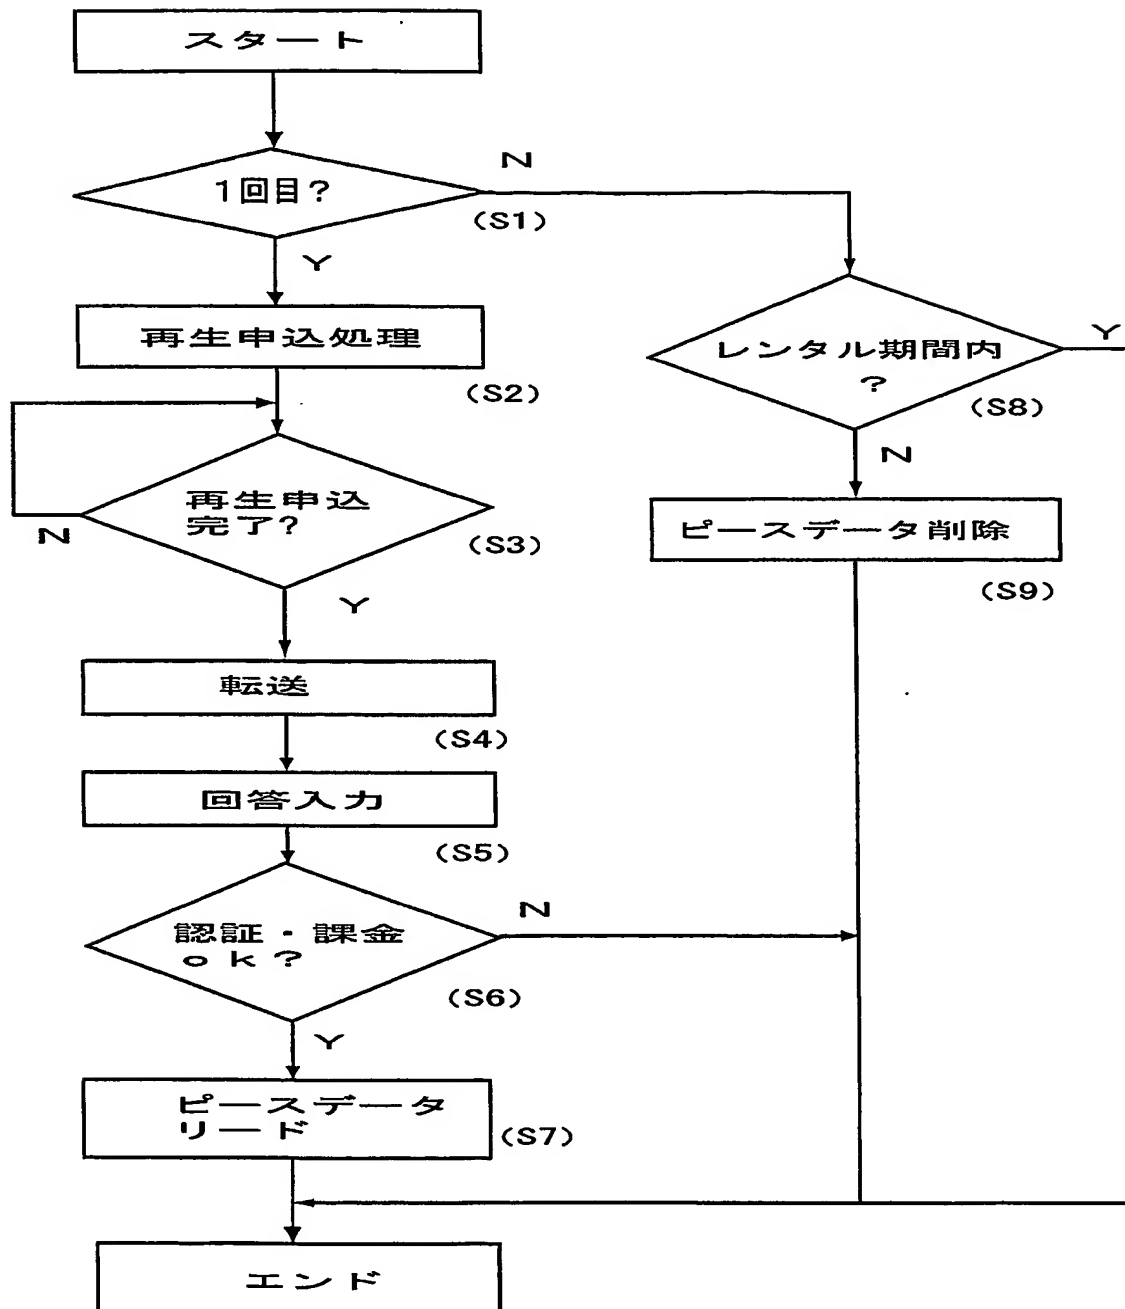 スタート
1回目?
N
(S1)
Y
再生申込処理
(S2)
再生申込
完了?
(S3)
N
Y
転送
(S4)
回答入力
(S5)
認証・課金
ok?
N
(S6)
Y
ピースデータ
リード
(S7)
エンド
レンタル期間内
?
Y
(S8)
N
ピースデータ削除
(S9)